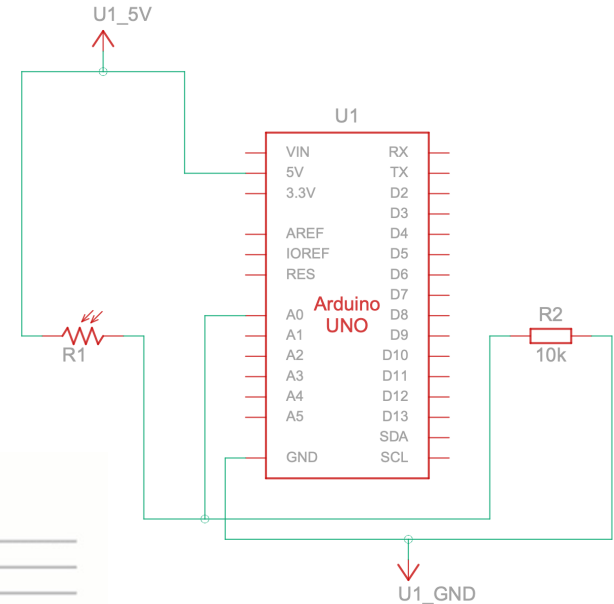 U1_5V
U1
VIN RX
5V TX
3.3V D2
D3
AREF D4
IOREF D5
RES D6
D7
A0 D8
A1 D9
A2 D10
A3 D11
A4 D12
A5 D13
SDA
GND SCL
Arduino
UNO
R1
R2
10k
U1_GND